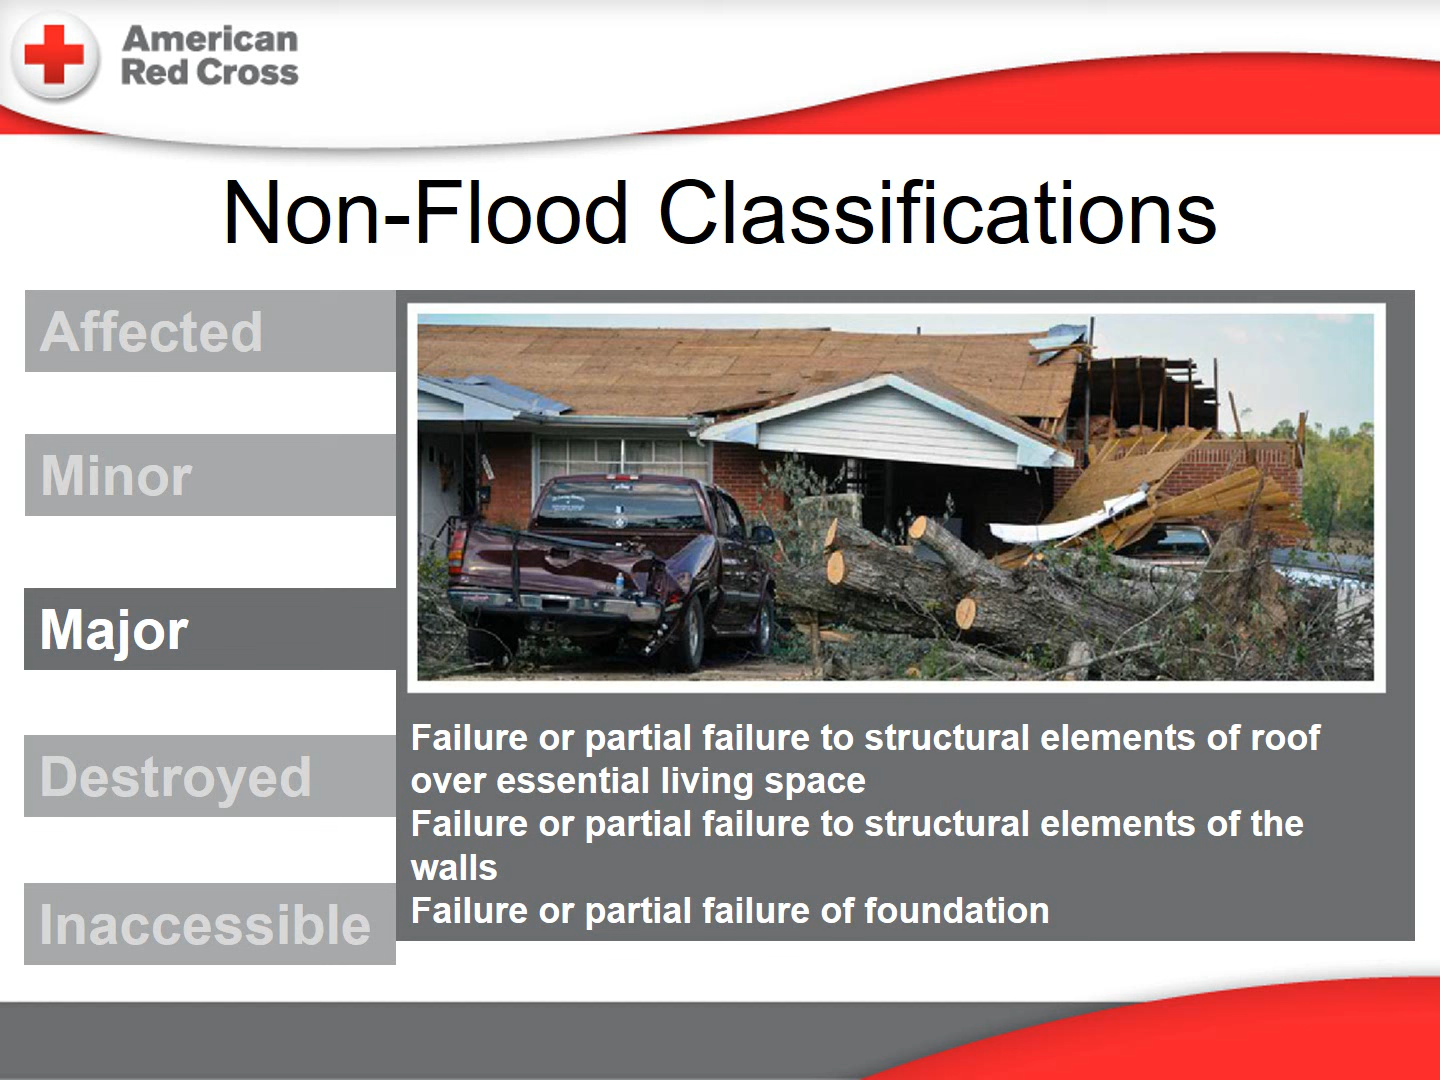 American
Red Cross
Non-Flood Classifications
Affected
Minor
Major
Destroyed
Inaccessible
Failure or partial failure to structural elements of roof
over essential living space
Failure or partial failure to structural elements of the
walls
Failure or partial failure of foundation